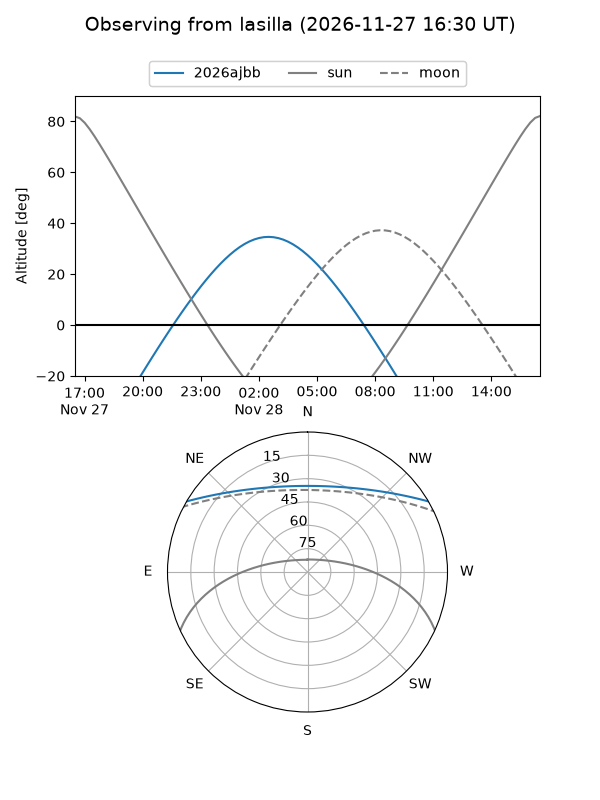 Observing from lasilla (2026-11-27 16:30 UT)
2026ajbb sun moon
Altitude [deg]
80
60
40
20
0
−20
17:00 20:00 23:00 02:00 05:00 08:00 11:00 14:00
Nov 27 Nov 28
N
NE NW
15
30
45
60
75
E W
SE SW
S